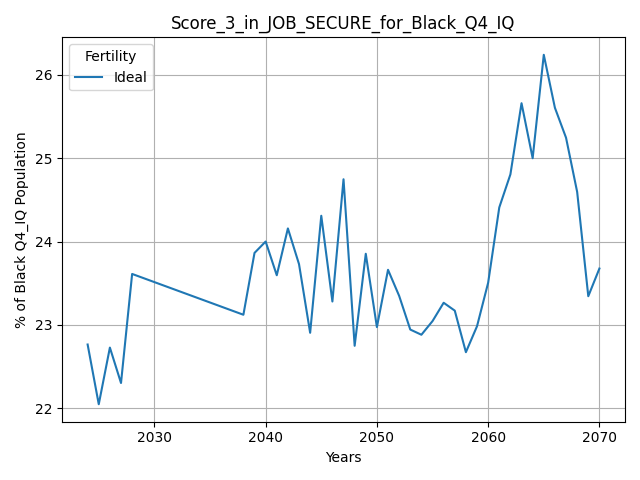 Score_3_in_JOB_SECURE_for_Black_Q4_IQ
Fertility
Ideal
% of Black Q4_IQ Population
26
25
24
23
22
2030
2040
2050
2060
2070
Years